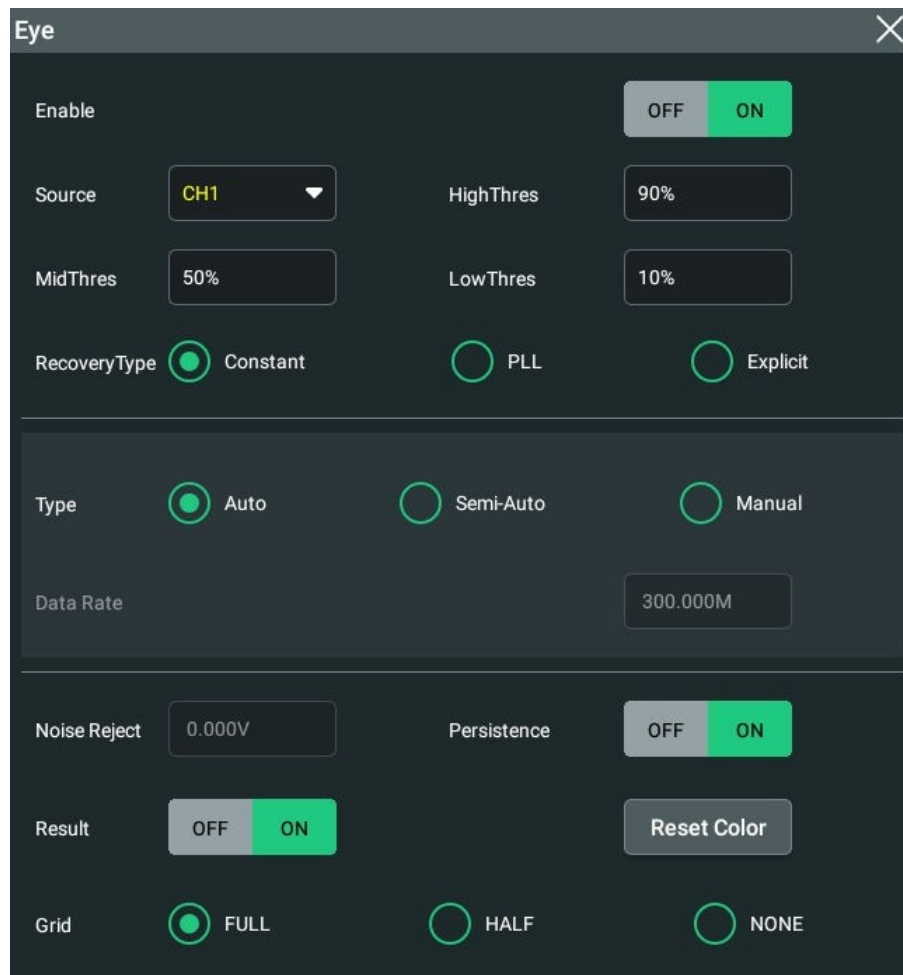 Eye
Enable OFF ON
Source CH1 HighThres 90%
MidThres 50% LowThres 10%
RecoveryType Constant PLL Explicit
Type Auto Semi-Auto Manual
Data Rate 300.000M
Noise Reject 0.000V Persistence OFF ON
Result OFF ON Reset Color
Grid FULL HALF NONE